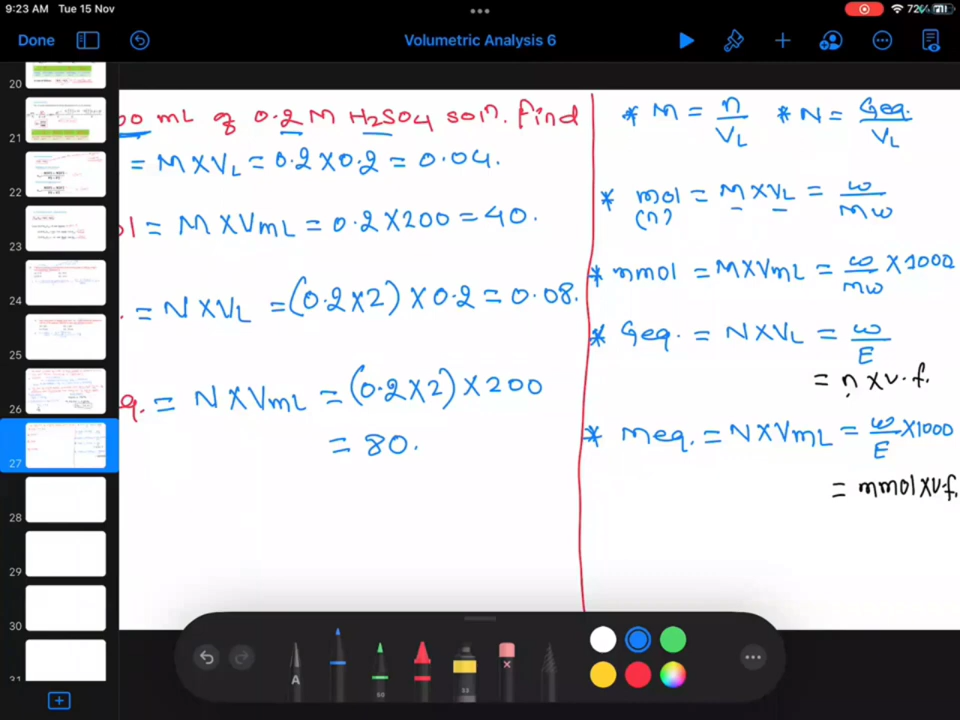 9:23 AM Tue 15 Nov
72%
Done
Volumetric Analysis 6
20
21
22
23
24
25
26
27
28
29
30
31
00 mL of 0.2 M H2SO4 soln. find
= M X VL = 0.2 X 0.2 = 0.04.
ol = M X VmL = 0.2 X 200 = 40.
. = N X VL = (0.2 X 2) X 0.2 = 0.08.
q. = N X VmL = (0.2 X 2) X 200
= 80.
* M = n/VL * N = Geq./VL
* mol (n) = M X VL = w/Mw
* mmol = M X VmL = w/Mw X 1000
* Geq. = N X VL = w/E
= n X v.f.
* Meq. = N X VmL = w/E X 1000
= mmol X v.f.
A